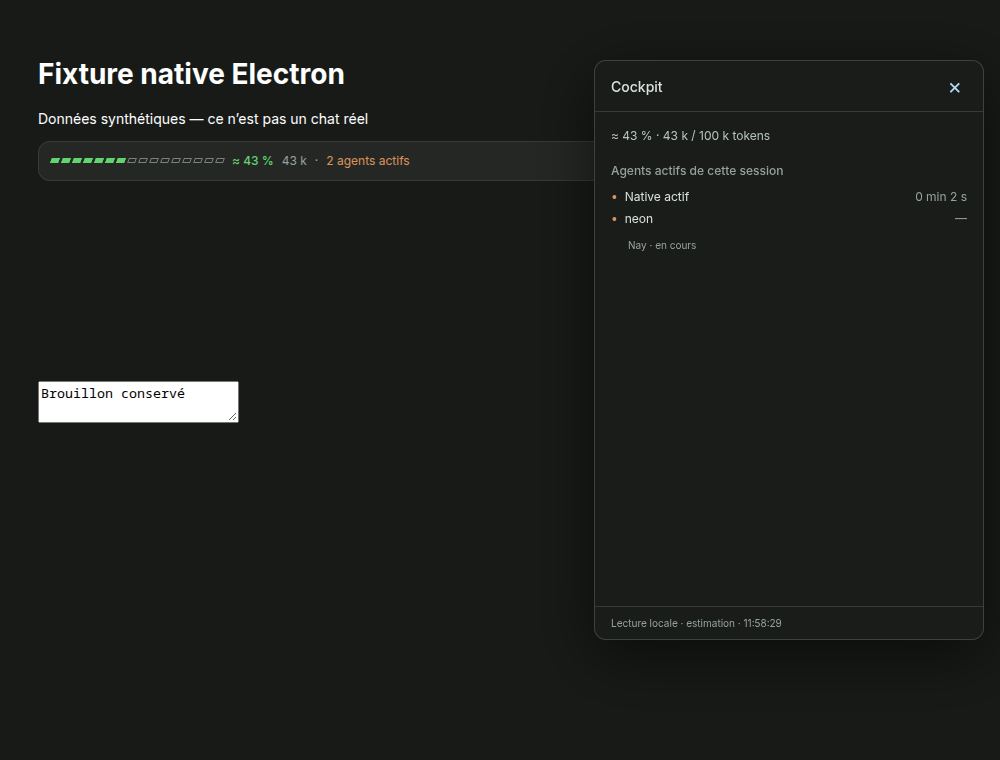 Fixture native Electron
Données synthétiques — ce n’est pas un chat réel
≈ 43 % 43 k · 2 agents actifs
Brouillon conservé
Cockpit
≈ 43 % · 43 k / 100 k tokens
Agents actifs de cette session
• Native actif 0 min 2 s
• neon —
Nay · en cours
Lecture locale · estimation · 11:58:29